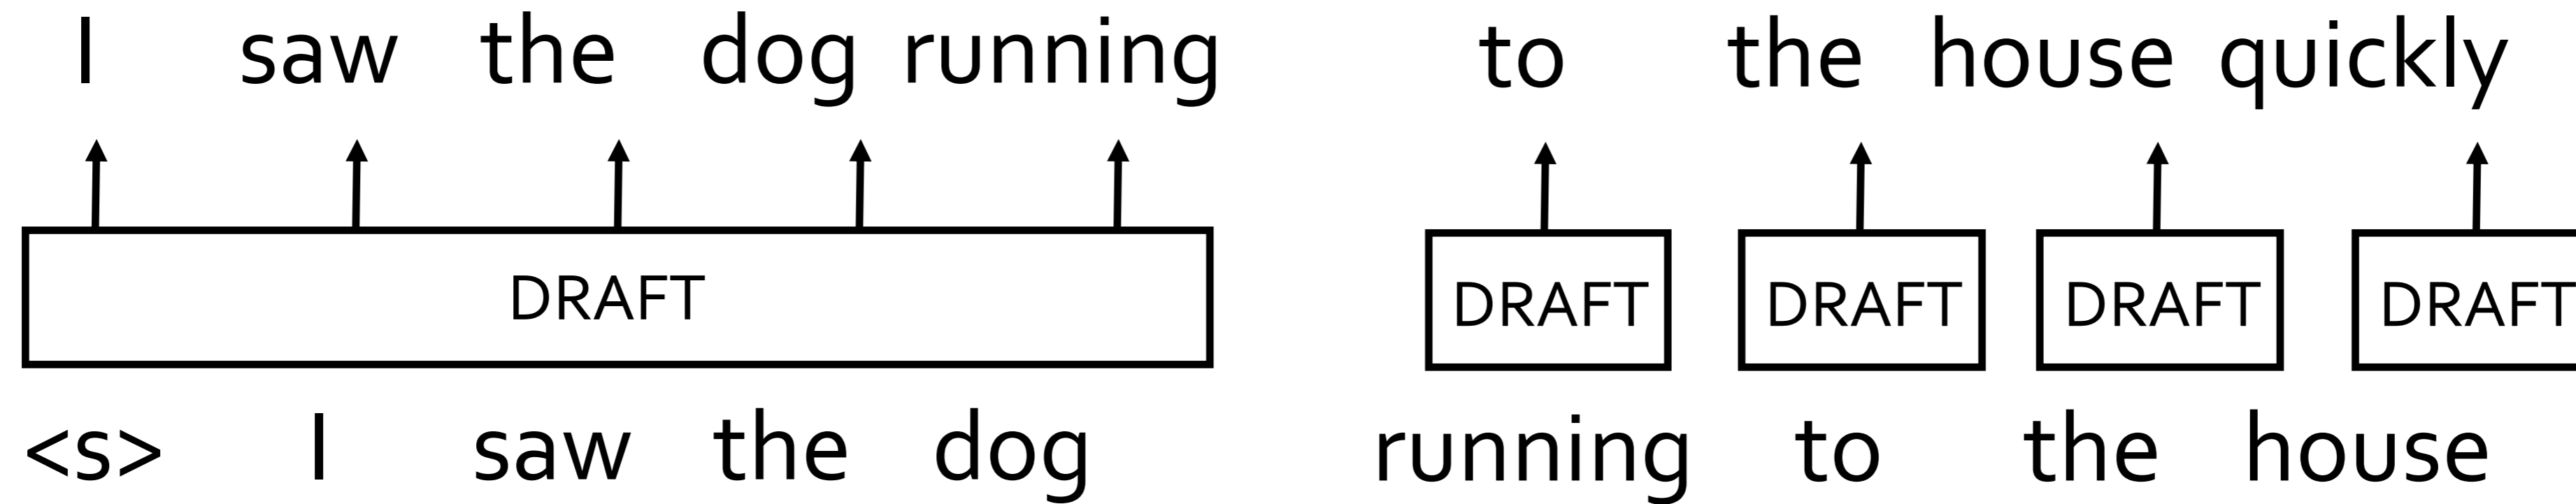 I saw the dog running to the house quickly
DRAFT DRAFT DRAFT DRAFT DRAFT
<s> I saw the dog running to the house